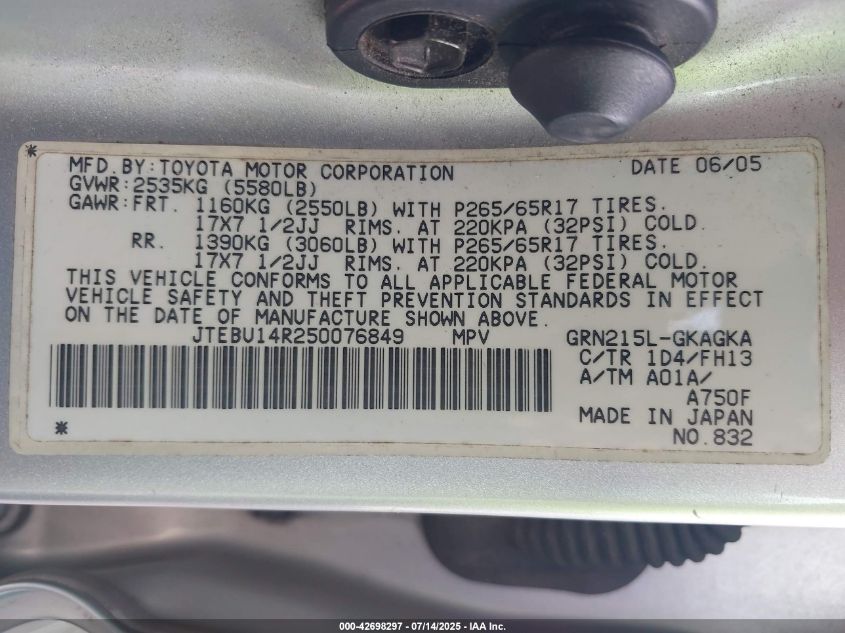 MFD.BY:TOYOTA MOTOR CORPORATION DATE 06/05
GVWR:2535KG (5580LB)
GAWR:FRT. 1160KG (2550LB) WITH P265/65R17 TIRES.
17X7 1/2JJ RIMS. AT 220KPA (32PSI) COLD.
RR. 1390KG (3060LB) WITH P265/65R17 TIRES.
17X7 1/2JJ RIMS. AT 220KPA (32PSI) COLD.
THIS VEHICLE CONFORMS TO ALL APPLICABLE FEDERAL MOTOR
VEHICLE SAFETY AND THEFT PREVENTION STANDARDS IN EFFECT
ON THE DATE OF MANUFACTURE SHOWN ABOVE.
JTEBU14R250076849 MPV GRN215L-GKAGKA
C/TR 1D4/FH13
A/TM A01A/
A750F
MADE IN JAPAN
NO.832
000-42698297 - 07/14/2025 - IAA Inc.